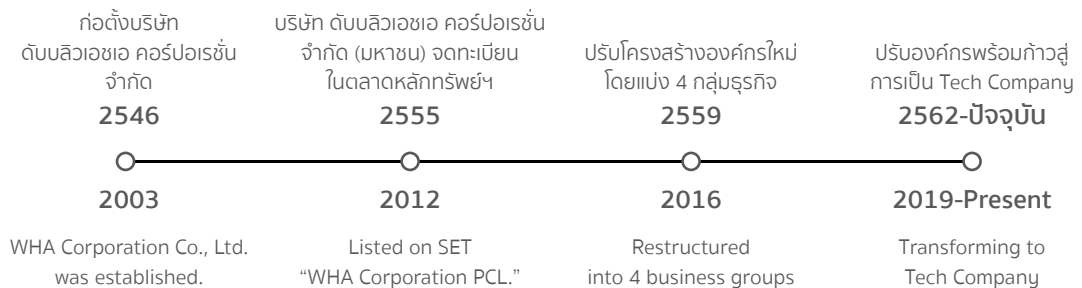 ก่อตั้งบริษัท
ดับบลิวเอชเอ คอร์ปอเรชั่น
จำกัด
2546
บริษัท ดับบลิวเอชเอ คอร์ปอเรชั่น
จำกัด (มหาชน) จดทะเบียน
ในตลาดหลักทรัพย์ฯ
2555
ปรับโครงสร้างองค์กรใหม่
โดยแบ่ง 4 กลุ่มธุรกิจ
2559
ปรับองค์กรพร้อมก้าวสู่
การเป็น Tech Company
2562-ปัจจุบัน
2003
WHA Corporation Co., Ltd.
was established.
2012
Listed on SET
“WHA Corporation PCL.”
2016
Restructured
into 4 business groups
2019-Present
Transforming to
Tech Company